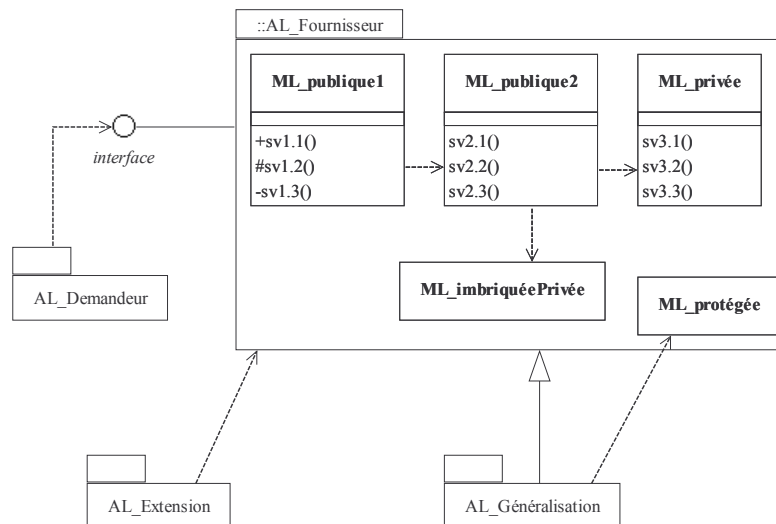 ::AL_Fournisseur
ML_publique1
+sv1.1()
#sv1.2()
-sv1.3()
ML_publique2
sv2.1()
sv2.2()
sv2.3()
ML_privée
sv3.1()
sv3.2()
sv3.3()
interface
AL_Demandeur
ML_imbriquéePrivée
ML_protégée
AL_Extension
AL_Généralisation